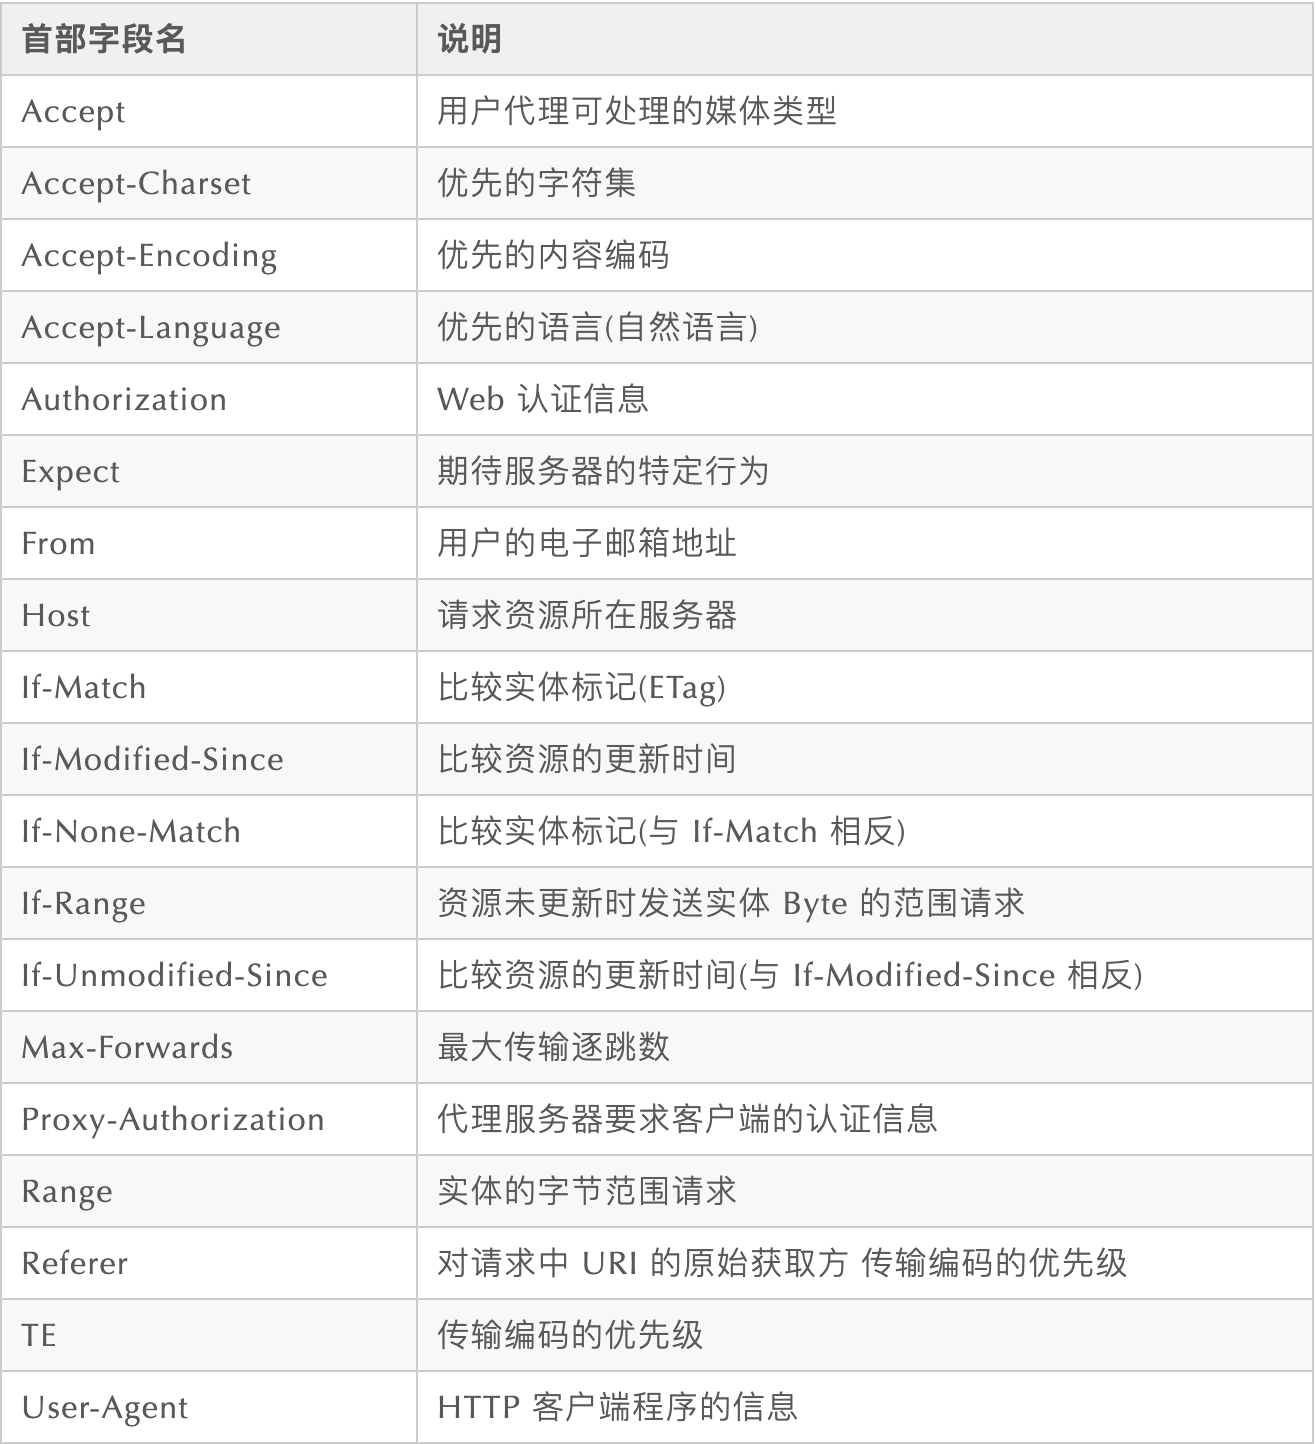 首部字段名 说明
Accept 用户代理可处理的媒体类型
Accept-Charset 优先的字符集
Accept-Encoding 优先的内容编码
Accept-Language 优先的语言(自然语言)
Authorization Web 认证信息
Expect 期待服务器的特定行为
From 用户的电子邮箱地址
Host 请求资源所在服务器
If-Match 比较实体标记(ETag)
If-Modified-Since 比较资源的更新时间
If-None-Match 比较实体标记(与 If-Match 相反)
If-Range 资源未更新时发送实体 Byte 的范围请求
If-Unmodified-Since 比较资源的更新时间(与 If-Modified-Since 相反)
Max-Forwards 最大传输逐跳数
Proxy-Authorization 代理服务器要求客户端的认证信息
Range 实体的字节范围请求
Referer 对请求中 URI 的原始获取方 传输编码的优先级
TE 传输编码的优先级
User-Agent HTTP 客户端程序的信息